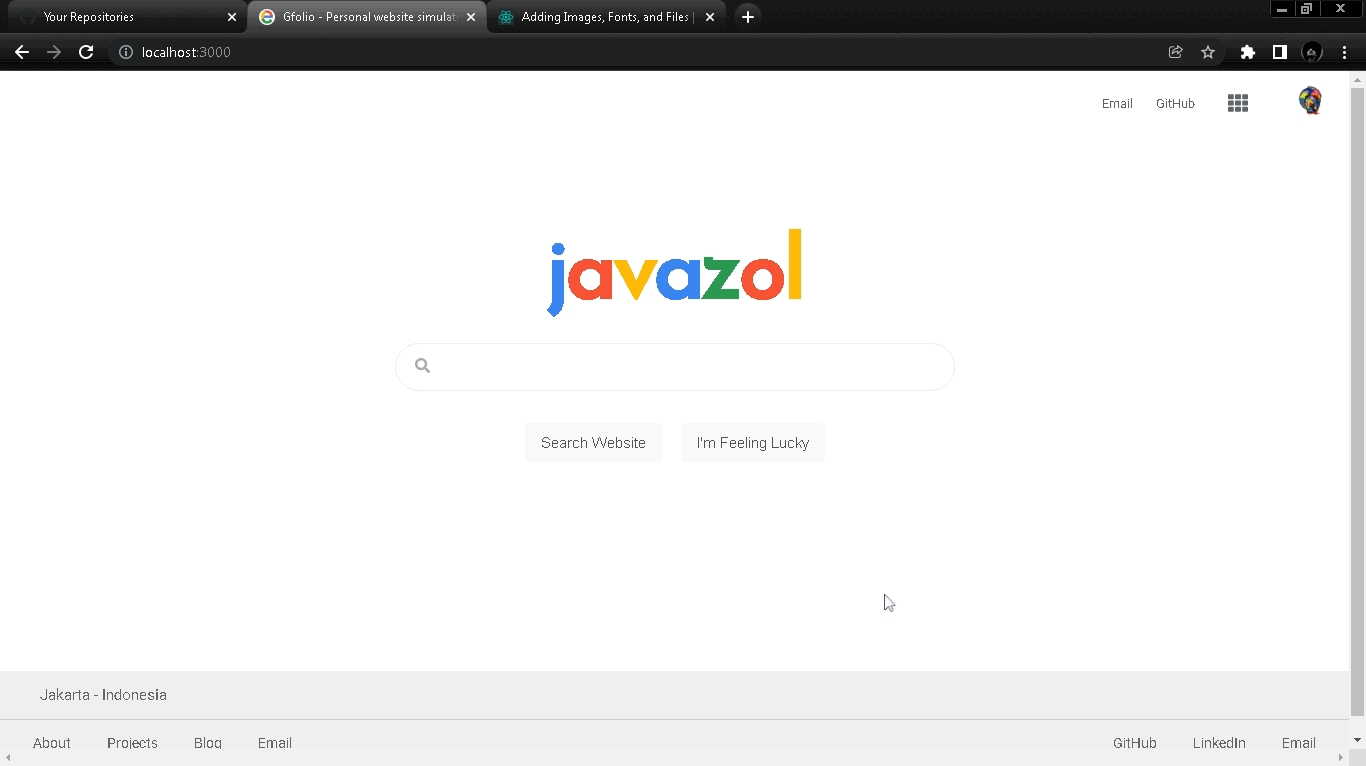 Your Repositories
Gfolio - Personal website simulat
Adding Images, Fonts, and Files |
localhost:3000
Email GitHub
javazol
Search Website I'm Feeling Lucky
Jakarta - Indonesia
About Projects Blog Email GitHub LinkedIn Email